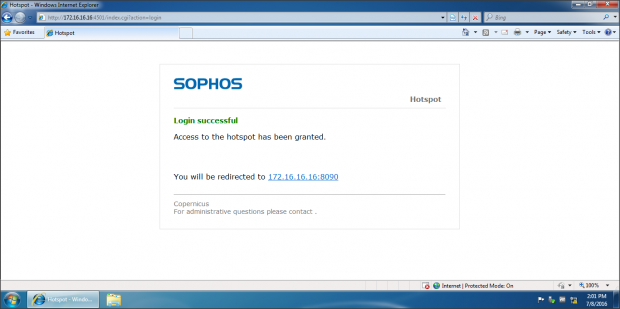 Hotspot - Windows Internet Explorer
http://172.16.16.16:4501/index.cgi?action=login
Bing
Favorites
Hotspot
Page
Safety
Tools
SOPHOS
Hotspot
Login successful
Access to the hotspot has been granted.
You will be redirected to 172.16.16.16:8090
Copernicus
For administrative questions please contact .
Internet | Protected Mode: On
100%
Hotspot - Windo...
2:01 PM
7/8/2016